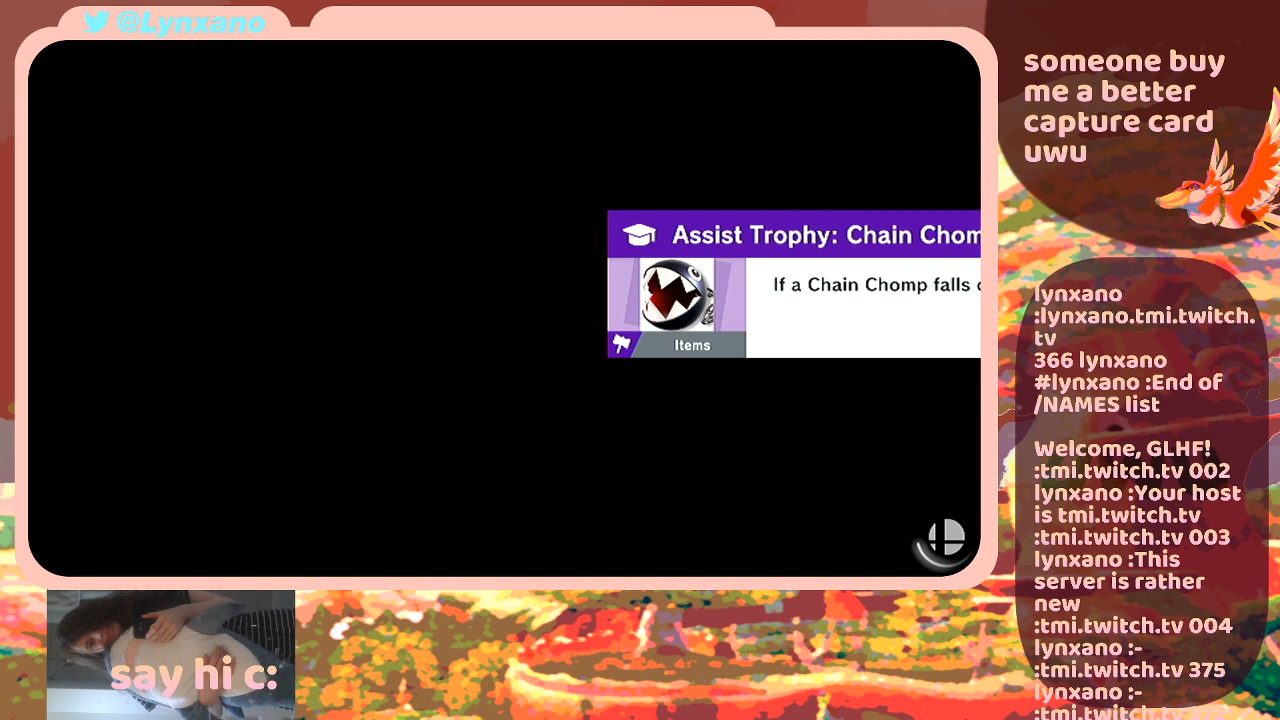 @Lynxano
someone buy
me a better
capture card
uwu
Assist Trophy: Chain Chom
If a Chain Chomp falls
Items
lynxano
:lynxano.tmi.twitch.
tv
366 lynxano
#lynxano :End of
/NAMES list
Welcome, GLHF!
:tmi.twitch.tv 002
lynxano :Your host
is tmi.twitch.tv
:tmi.twitch.tv 003
lynxano :This
server is rather
new
:tmi.twitch.tv 004
lynxano :-
:tmi.twitch.tv 375
lynxano :-
:tmi.twitch.tv
say hi c: